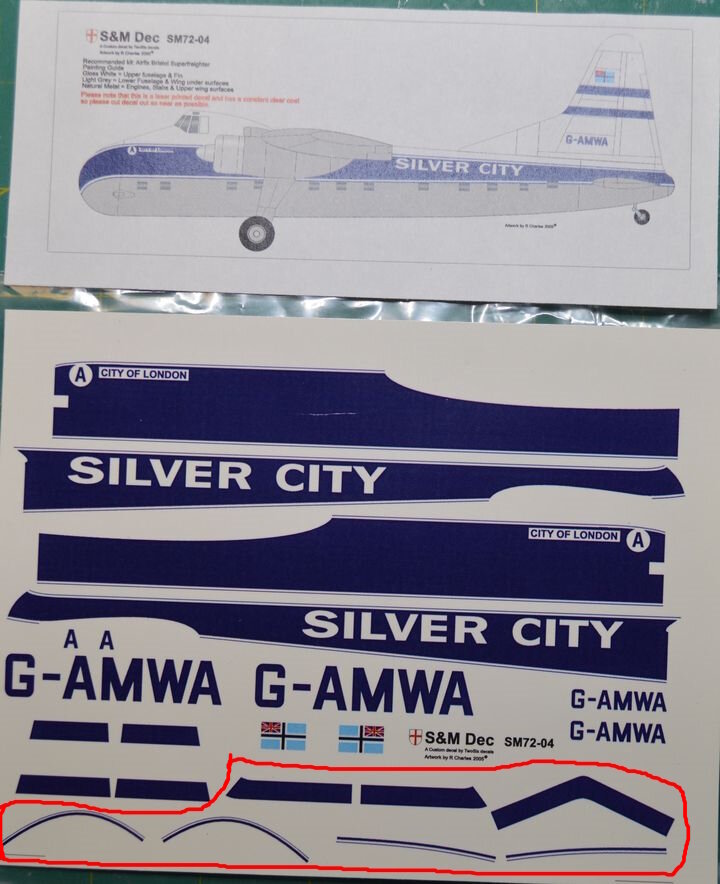 S&M Dec SM72-04
A Custom decal by TwoSix decals
Artwork by R Charles 2005©
Recommended kit: Airfix Bristol Superfreighter
Painting Guide
Gloss White = Upper fuselage & Fin
Light Grey = Lower Fuselage & Wing under surfaces
Natural Metal = Engines, Slabs & Upper wing surfaces
Please note that this is a laser printed decal and has a constant clear coat
so please cut decal out as near as possible.
G-AMWA
A
SILVER CITY
Artwork by R Charles 2005©
A CITY OF LONDON
SILVER CITY
CITY OF LONDON A
SILVER CITY
A A
G-AMWA G-AMWA G-AMWA
G-AMWA
S&M Dec SM72-04
A Custom decal by TwoSix decals
Artwork by R Charles 2005©